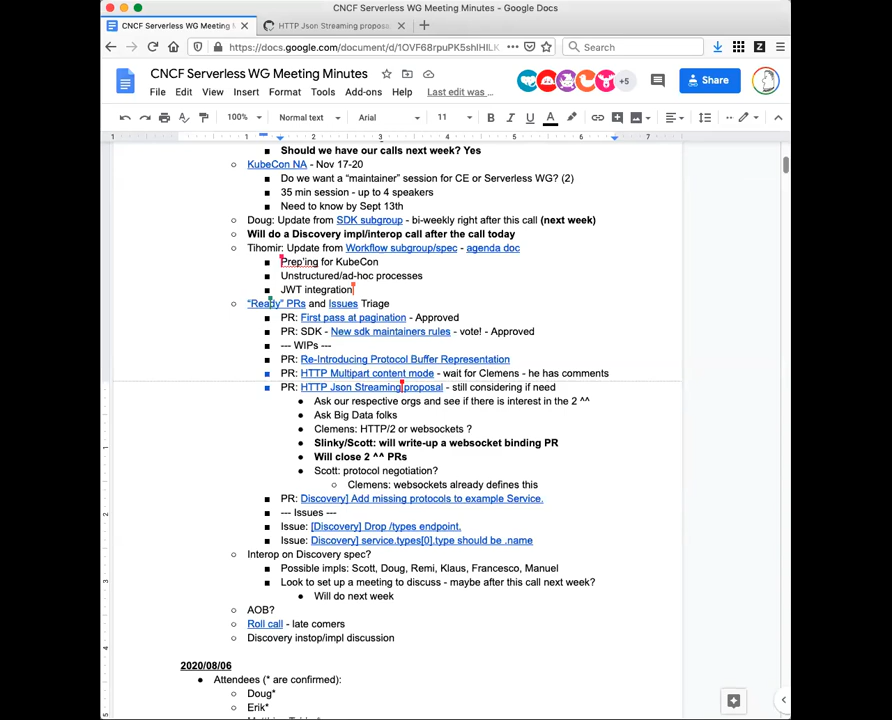 CNCF Serverless WG Meeting Minutes - Google Docs
CNCF Serverless WG Meeting M
HTTP Json Streaming proposa
https://docs.google.com/document/d/1OVF68rpuPK5shlHlLK
Search
CNCF Serverless WG Meeting Minutes
File Edit View Insert Format Tools Add-ons Help Last edit was ...
+5
Share
100% Normal text Arial 11
1 1 2 3 4 5 6 7
Should we have our calls next week? Yes
KubeCon NA - Nov 17-20
Do we want a “maintainer” session for CE or Serverless WG? (2)
35 min session - up to 4 speakers
Need to know by Sept 13th
Doug: Update from SDK subgroup - bi-weekly right after this call (next week)
Will do a Discovery impl/interop call after the call today
Tihomir: Update from Workflow subgroup/spec - agenda doc
Prep'ing for KubeCon
Unstructured/ad-hoc processes
JWT integration
“Ready” PRs and Issues Triage
PR: First pass at pagination - Approved
PR: SDK - New sdk maintainers rules - vote! - Approved
--- WIPs ---
PR: Re-Introducing Protocol Buffer Representation
PR: HTTP Multipart content mode - wait for Clemens - he has comments
PR: HTTP Json Streaming proposal - still considering if need
Ask our respective orgs and see if there is interest in the 2 ^^
Ask Big Data folks
Clemens: HTTP/2 or websockets ?
Slinky/Scott: will write-up a websocket binding PR
Will close 2 ^^ PRs
Scott: protocol negotiation?
Clemens: websockets already defines this
PR: Discovery] Add missing protocols to example Service.
--- Issues ---
Issue: [Discovery] Drop /types endpoint.
Issue: Discovery] service.types[0].type should be .name
Interop on Discovery spec?
Possible impls: Scott, Doug, Remi, Klaus, Francesco, Manuel
Look to set up a meeting to discuss - maybe after this call next week?
Will do next week
AOB?
Roll call - late comers
Discovery instop/impl discussion
2020/08/06
Attendees (* are confirmed):
Doug*
Erik*